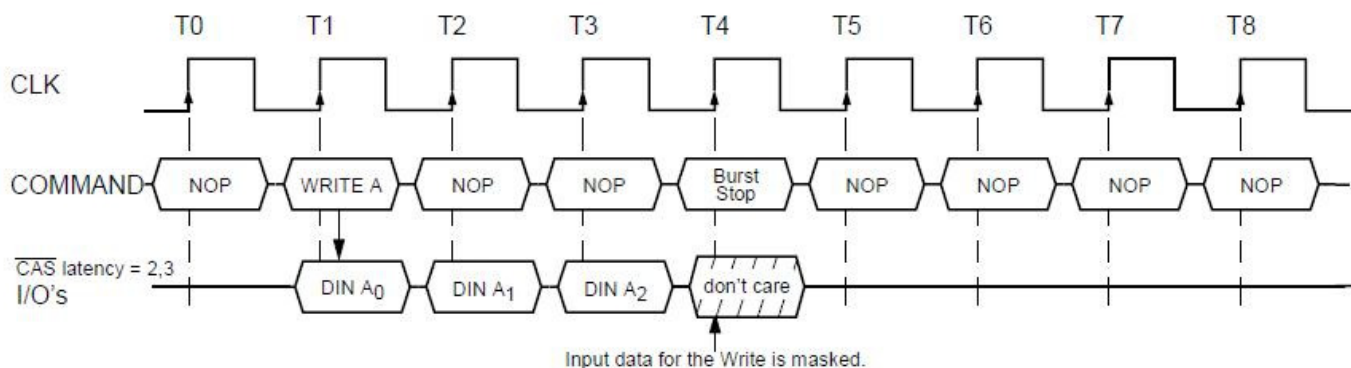 T0 T1 T2 T3 T4 T5 T6 T7 T8
CLK
COMMAND NOP WRITE A NOP NOP Burst Stop NOP NOP NOP NOP
CAS latency = 2,3
I/O's DIN A0 DIN A1 DIN A2 don't care
Input data for the Write is masked.